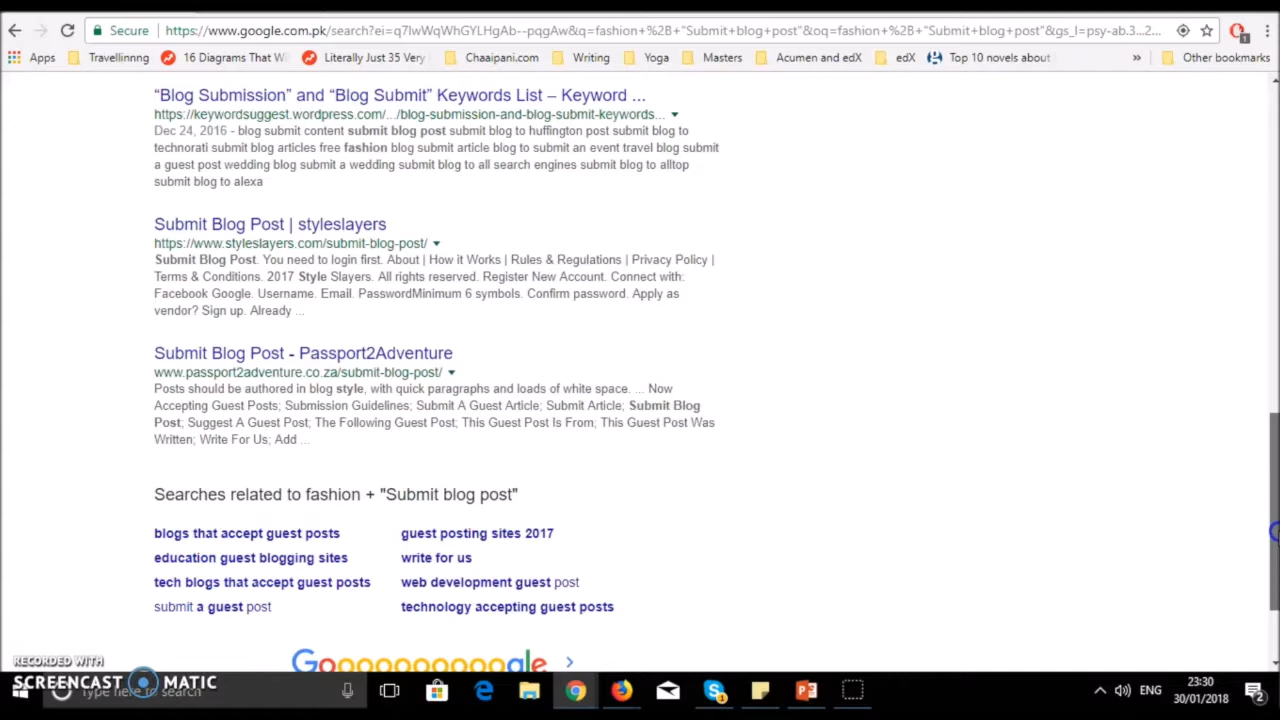 Secure
https://www.google.com.pk/search?ei=q7lwWqWhGYLHgAb--pqgAw&q=fashion+%2B+"Submit+blog+post"&oq=fashion+%2B+"Submit+blog+post"&gs_l=psy-ab.3...2...
Apps Travellinnng 16 Diagrams That Wi Literally Just 35 Very Chaaipani.com Writing Yoga Masters Acumen and edX edX Top 10 novels about » Other bookmarks
“Blog Submission” and “Blog Submit” Keywords List – Keyword ...
https://keywordsuggest.wordpress.com/.../blog-submission-and-blog-submit-keywords...
Dec 24, 2016 - blog submit content submit blog post submit blog to huffington post submit blog to
technorati submit blog articles free fashion blog submit article blog to submit an event travel blog submit
a guest post wedding blog submit a wedding submit blog to all search engines submit blog to alltop
submit blog to alexa
Submit Blog Post | styleslayers
https://www.styleslayers.com/submit-blog-post/
Submit Blog Post. You need to login first. About | How it Works | Rules & Regulations | Privacy Policy |
Terms & Conditions. 2017 Style Slayers. All rights reserved. Register New Account. Connect with:
Facebook Google. Username. Email. PasswordMinimum 6 symbols. Confirm password. Apply as
vendor? Sign up. Already ...
Submit Blog Post - Passport2Adventure
www.passport2adventure.co.za/submit-blog-post/
Posts should be authored in blog style, with quick paragraphs and loads of white space. ... Now
Accepting Guest Posts; Submission Guidelines; Submit A Guest Article; Submit Article; Submit Blog
Post; Suggest A Guest Post; The Following Guest Post; This Guest Post Is From; This Guest Post Was
Written; Write For Us; Add ...
Searches related to fashion + "Submit blog post"
blogs that accept guest posts guest posting sites 2017
education guest blogging sites write for us
tech blogs that accept guest posts web development guest post
submit a guest post technology accepting guest posts
Goooooooooogle
RECORDED WITH
SCREENCAST MATIC
Type here to search
ENG
23:30
30/01/2018